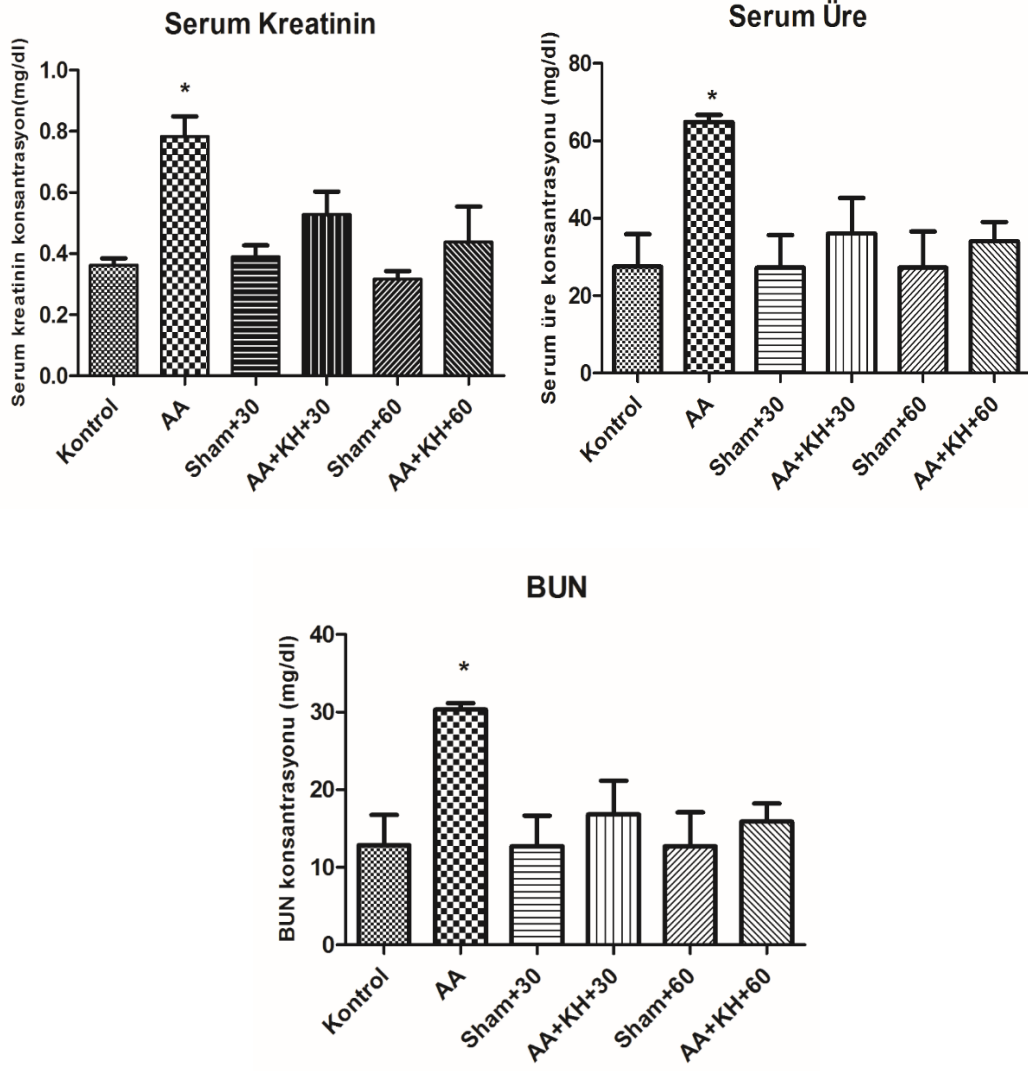 Serum Kreatinin
Serum kreatinin konsantrasyon(mg/dl)
1.0
0.8
0.6
0.4
0.2
0.0
*
Kontrol
AA
Sham+30
AA+KH+30
Sham+60
AA+KH+60
Serum Üre
Serum üre konsantrasyonu (mg/dl)
80
60
40
20
0
*
Kontrol
AA
Sham+30
AA+KH+30
Sham+60
AA+KH+60
BUN
BUN konsantrasyonu (mg/dl)
40
30
20
10
0
*
Kontrol
AA
Sham+30
AA+KH+30
Sham+60
AA+KH+60